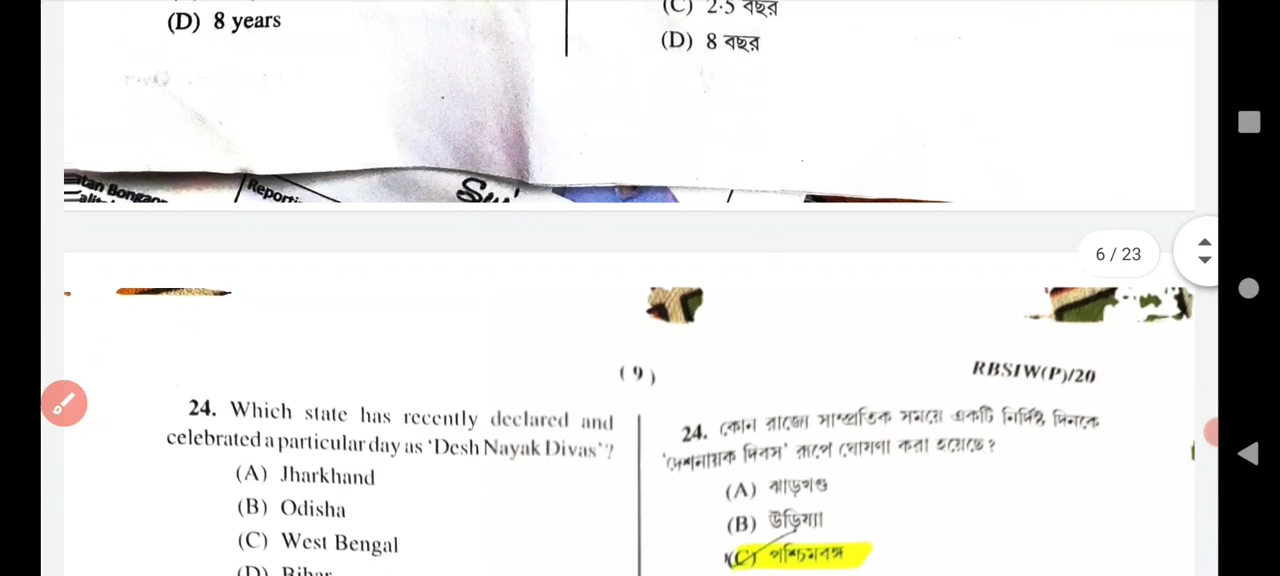 (D) 8 years
(C) 2·5 বছর
(D) 8 বছর
Report
6 / 23
( 9 )
RBSIW(P)/20
24. Which state has recently declared and
celebrated a particular day as ‘Desh Nayak Divas’?
(A) Jharkhand
(B) Odisha
(C) West Bengal
(D) Bihar
24. কোন রাজ্যে সাম্প্রতিক সময়ে একটি নির্দিষ্ট দিনকে
‘দেশনায়ক দিবস’ রূপে ঘোষণা করা হয়েছে?
(A) ঝাড়খণ্ড
(B) উড়িষ্যা
(C) পশ্চিমবঙ্গ